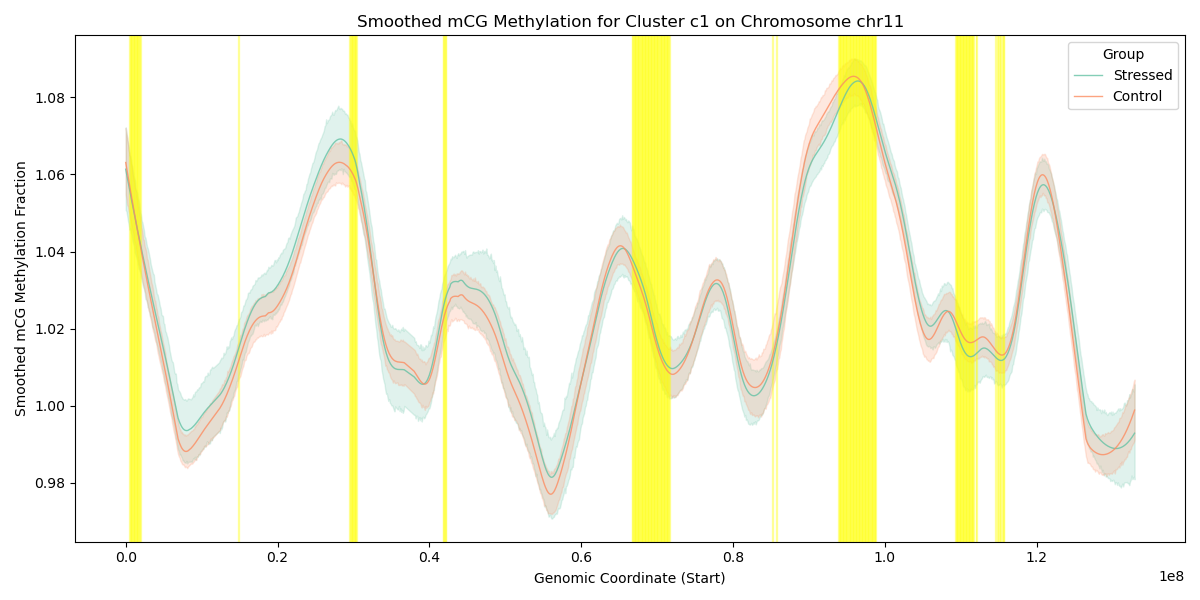 Smoothed mCG Methylation for Cluster c1 on Chromosome chr11
Group
Stressed
Control
Smoothed mCG Methylation Fraction
1.08
1.06
1.04
1.02
1.00
0.98
0.0 0.2 0.4 0.6 0.8 1.0 1.2
1e8
Genomic Coordinate (Start)